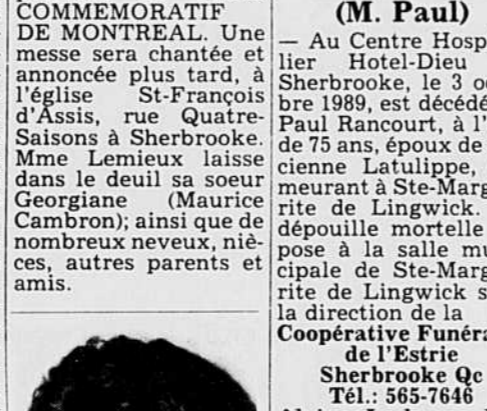 COMMEMORATIF
DE MONTREAL. Une
messe sera chantée et
annoncée plus tard, à
l'église St-François
d'Assis, rue Quatre-
Saisons à Sherbrooke.
Mme Lemieux laisse
dans le deuil sa soeur
Georgiane (Maurice
Cambron); ainsi que de
nombreux neveux, niè-
ces, autres parents et
amis.
(M. Paul)
— Au Centre Hosp
lier Hotel-Dieu
Sherbrooke, le 3 o
bre 1989, est décédé
Paul Rancourt, à l'
de 75 ans, époux de
cienne Latulippe,
meurant à Ste-Marg
rite de Lingwick.
dépouille mortelle
pose à la salle mu
cipale de Ste-Marg
rite de Lingwick s
la direction de la
Coopérative Funéra
de l'Estrie
Sherbrooke Qc
Tél.: 565-7646